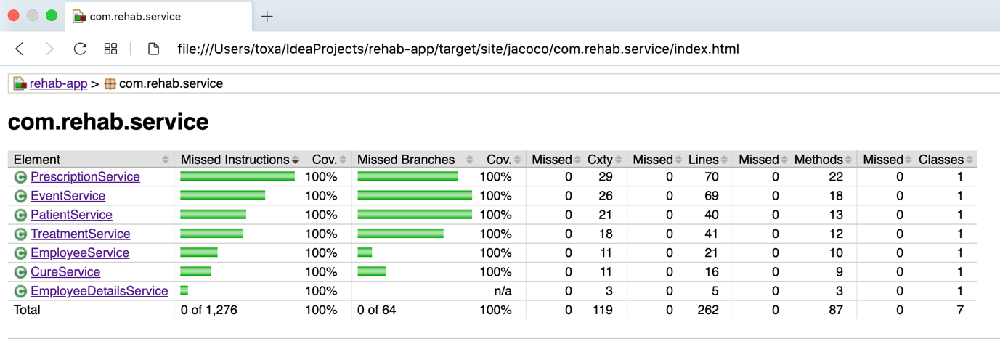 com.rehab.service
file:///Users/toxa/IdeaProjects/rehab-app/target/site/jacoco/com.rehab.service/index.html
rehab-app > com.rehab.service
com.rehab.service
Element Missed Instructions Cov. Missed Branches Cov. Missed Cxty Missed Lines Missed Methods Missed Classes
C PrescriptionService 100% 100% 0 29 0 70 0 22 0 1
C EventService 100% 100% 0 26 0 69 0 18 0 1
C PatientService 100% 100% 0 21 0 40 0 13 0 1
C TreatmentService 100% 100% 0 18 0 41 0 12 0 1
C EmployeeService 100% 100% 0 11 0 21 0 10 0 1
C CureService 100% 100% 0 11 0 16 0 9 0 1
C EmployeeDetailsService 100% n/a 0 3 0 5 0 3 0 1
Total 0 of 1,276 100% 0 of 64 100% 0 119 0 262 0 87 0 7